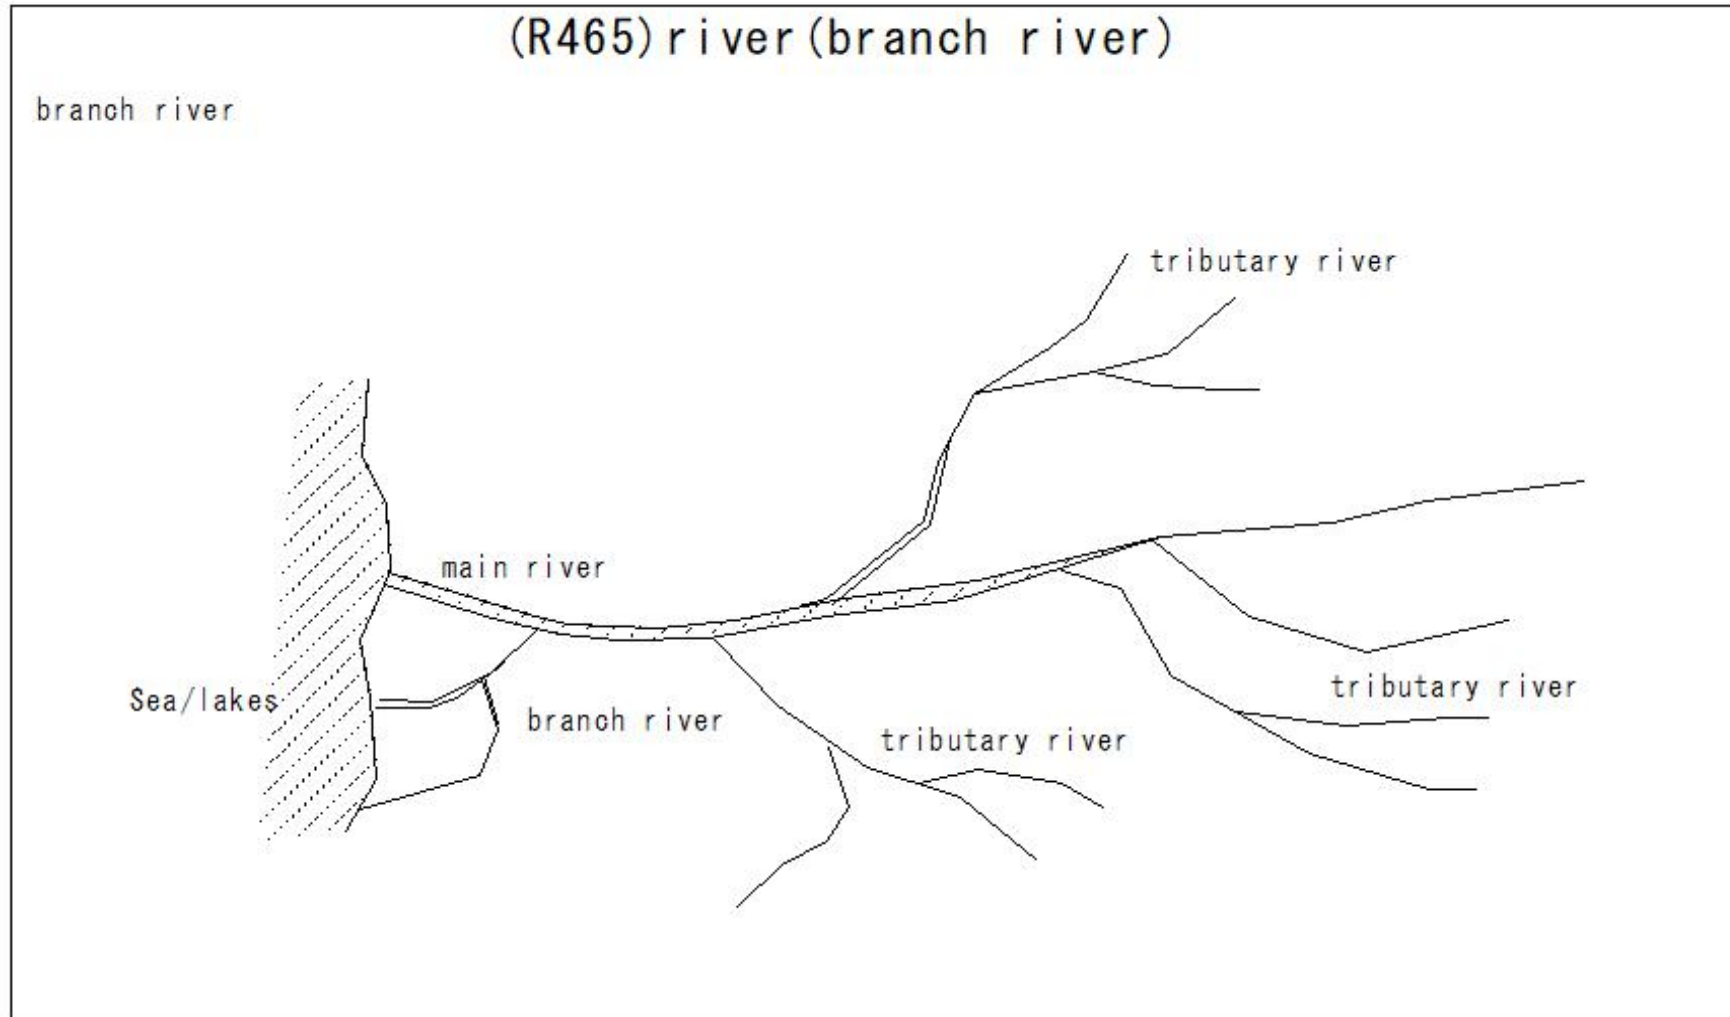 (R465)river(branch river)
branch river
tributary river
main river
tributary river
Sea/lakes
branch river
tributary river